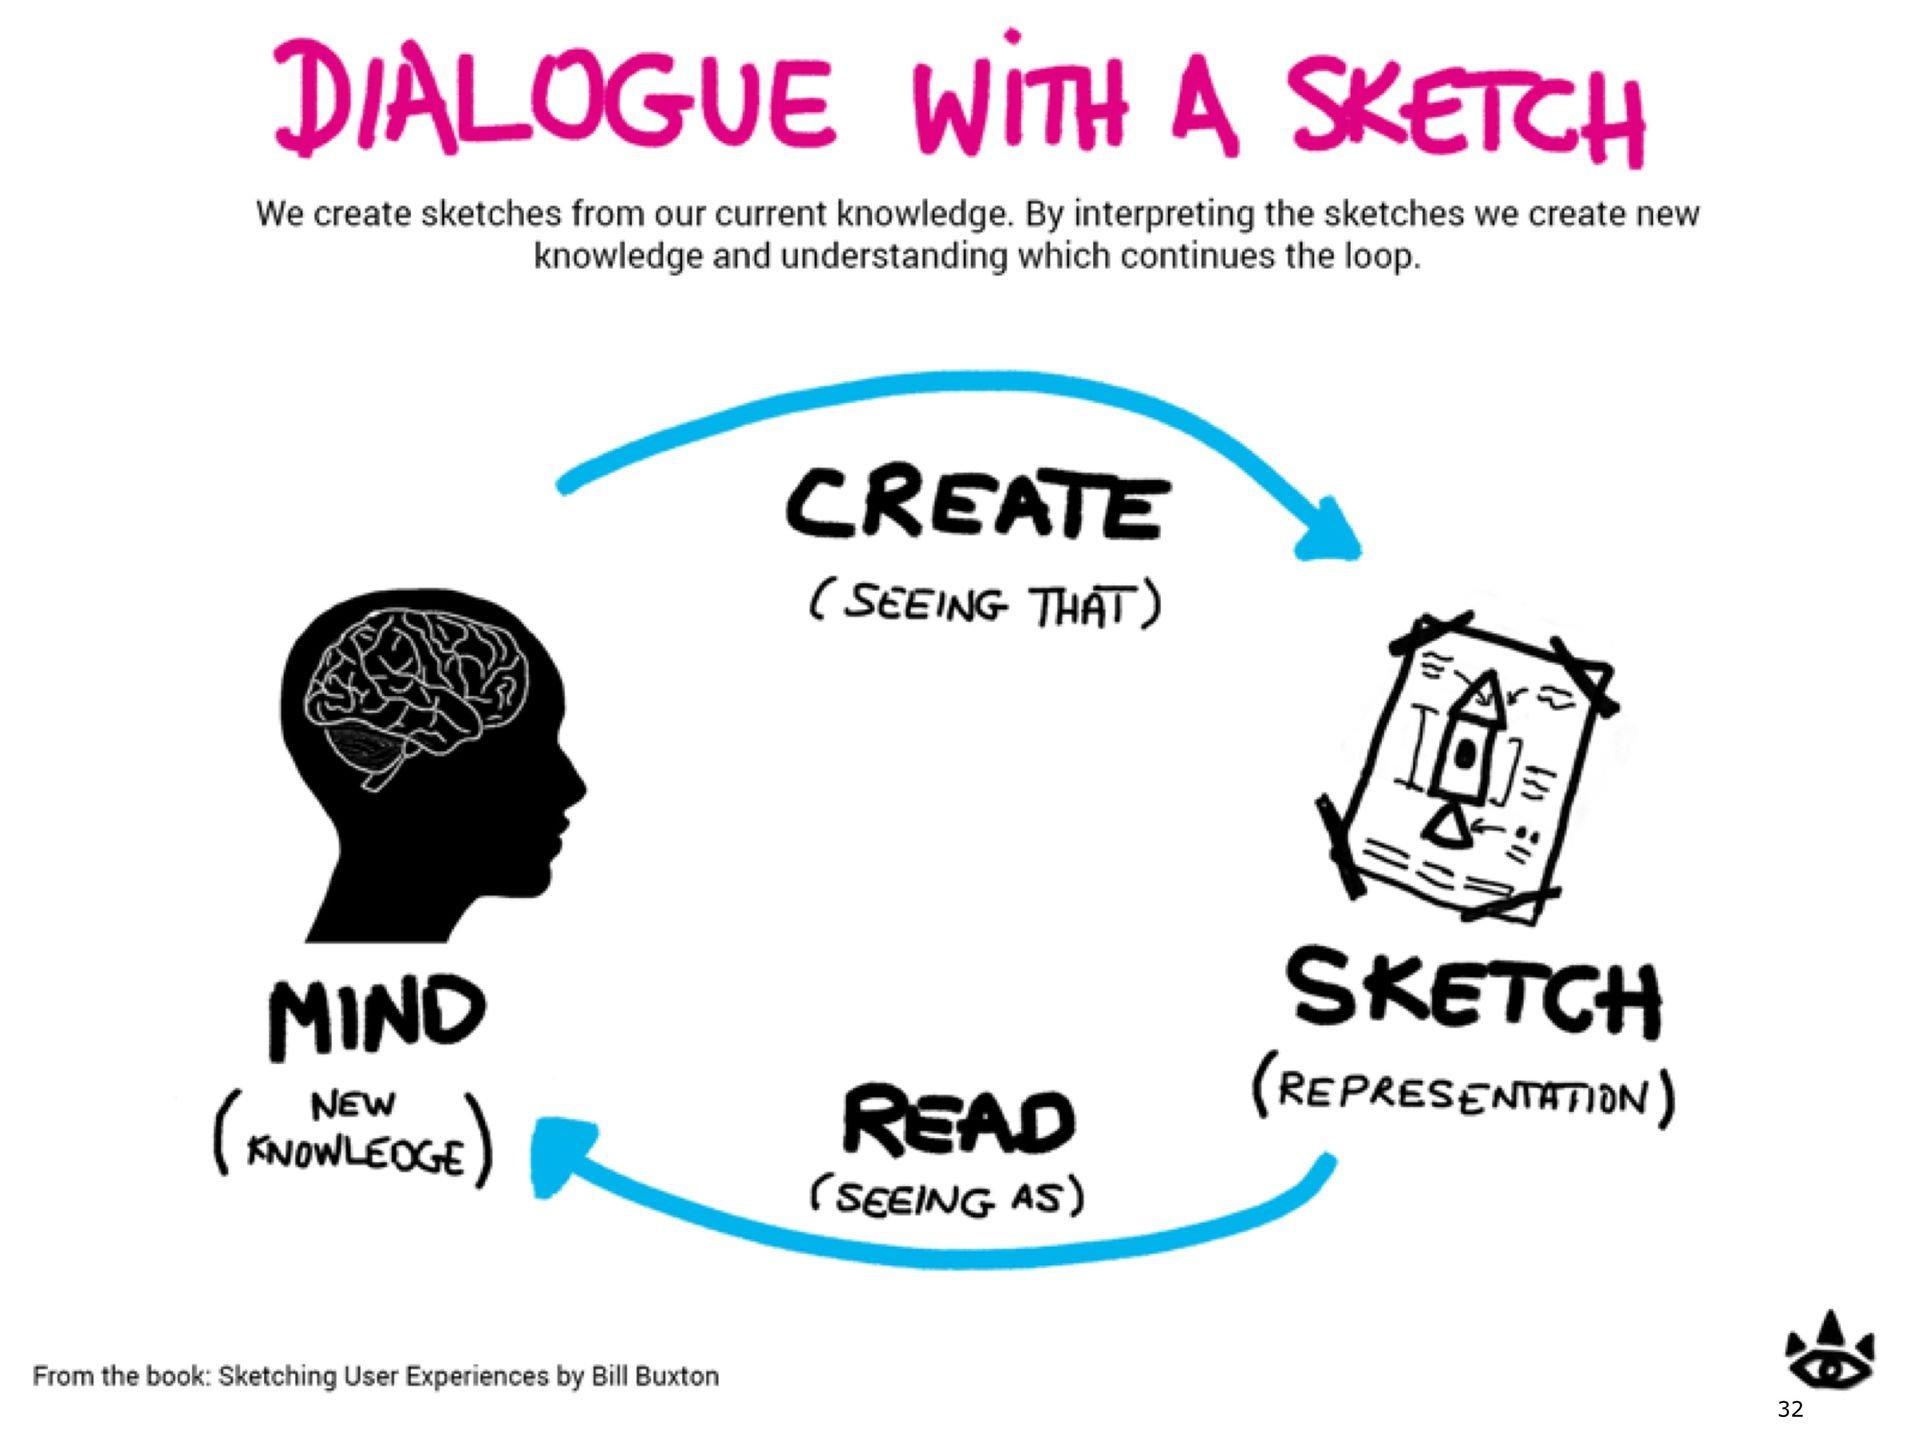 DIALOGUE WITH A SKETCH
We create sketches from our current knowledge. By interpreting the sketches we create new
knowledge and understanding which continues the loop.
CREATE
(SEEING THAT)
MIND
(NEW
KNOWLEDGE)
SKETCH
(REPRESENTATION)
READ
(SEEING AS)
From the book: Sketching User Experiences by Bill Buxton
32